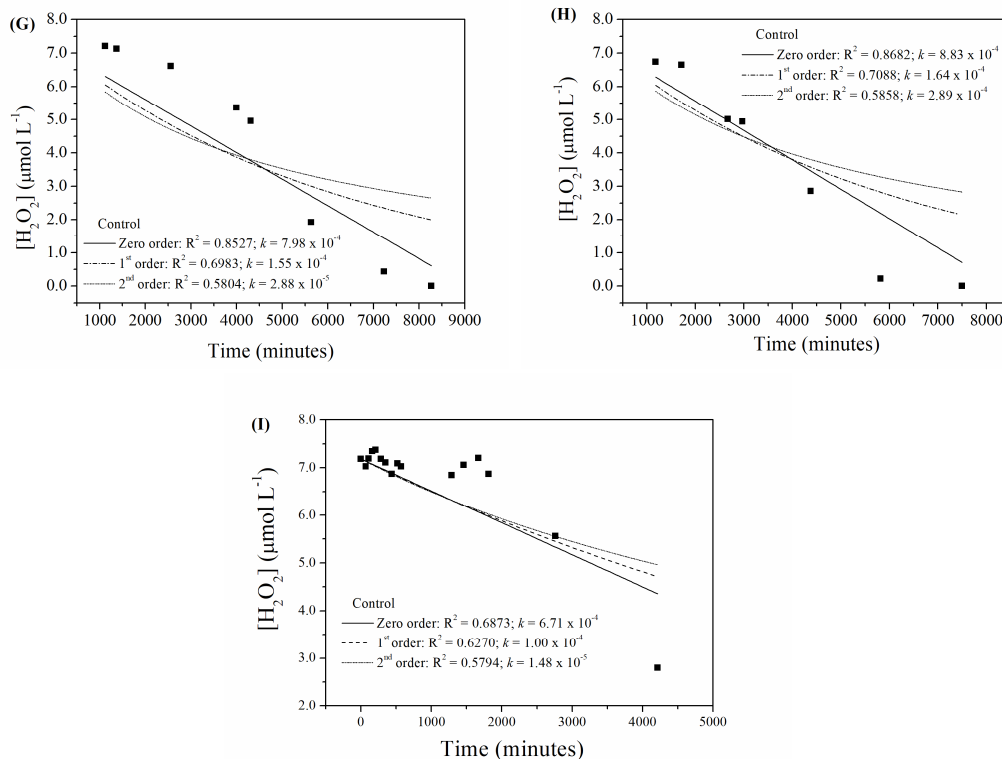 (G)
8.0
7.0
6.0
5.0
4.0
3.0
2.0
1.0
0.0
[H₂O₂] (μmol L⁻¹)
Control
Zero order: R² = 0.8527; k = 7.98 x 10⁻⁴
1ˢᵗ order: R² = 0.6983; k = 1.55 x 10⁻⁴
2ⁿᵈ order: R² = 0.5804; k = 2.88 x 10⁻⁵
1000 2000 3000 4000 5000 6000 7000 8000 9000
Time (minutes)
(H)
8.0
7.0
6.0
5.0
4.0
3.0
2.0
1.0
0.0
[H₂O₂] (μmol L⁻¹)
Control
Zero order: R² = 0.8682; k = 8.83 x 10⁻⁴
1ˢᵗ order: R² = 0.7088; k = 1.64 x 10⁻⁴
2ⁿᵈ order: R² = 0.5858; k = 2.89 x 10⁻⁴
1000 2000 3000 4000 5000 6000 7000 8000
Time (minutes)
(I)
8.0
7.0
6.0
5.0
4.0
3.0
2.0
[H₂O₂] (μmol L⁻¹)
Control
Zero order: R² = 0.6873; k = 6.71 x 10⁻⁴
1ˢᵗ order: R² = 0.6270; k = 1.00 x 10⁻⁴
2ⁿᵈ order: R² = 0.5794; k = 1.48 x 10⁻⁵
0 1000 2000 3000 4000 5000
Time (minutes)